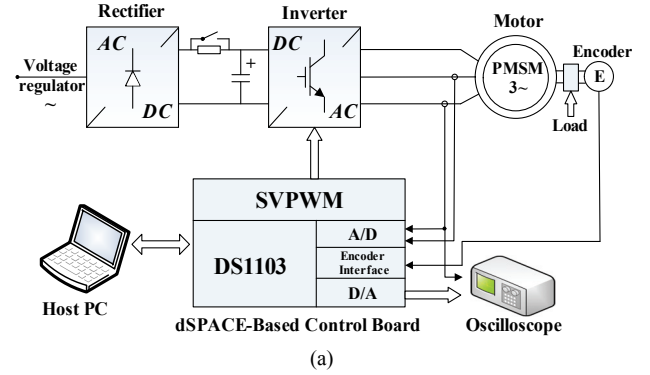 Rectifier
Inverter
Motor
Encoder
AC
DC
DC
AC
Voltage
regulator
~
+
PMSM
3~
E
Load
SVPWM
DS1103
A/D
Encoder
Interface
D/A
Host PC
dSPACE-Based Control Board
Oscilloscope
(a)